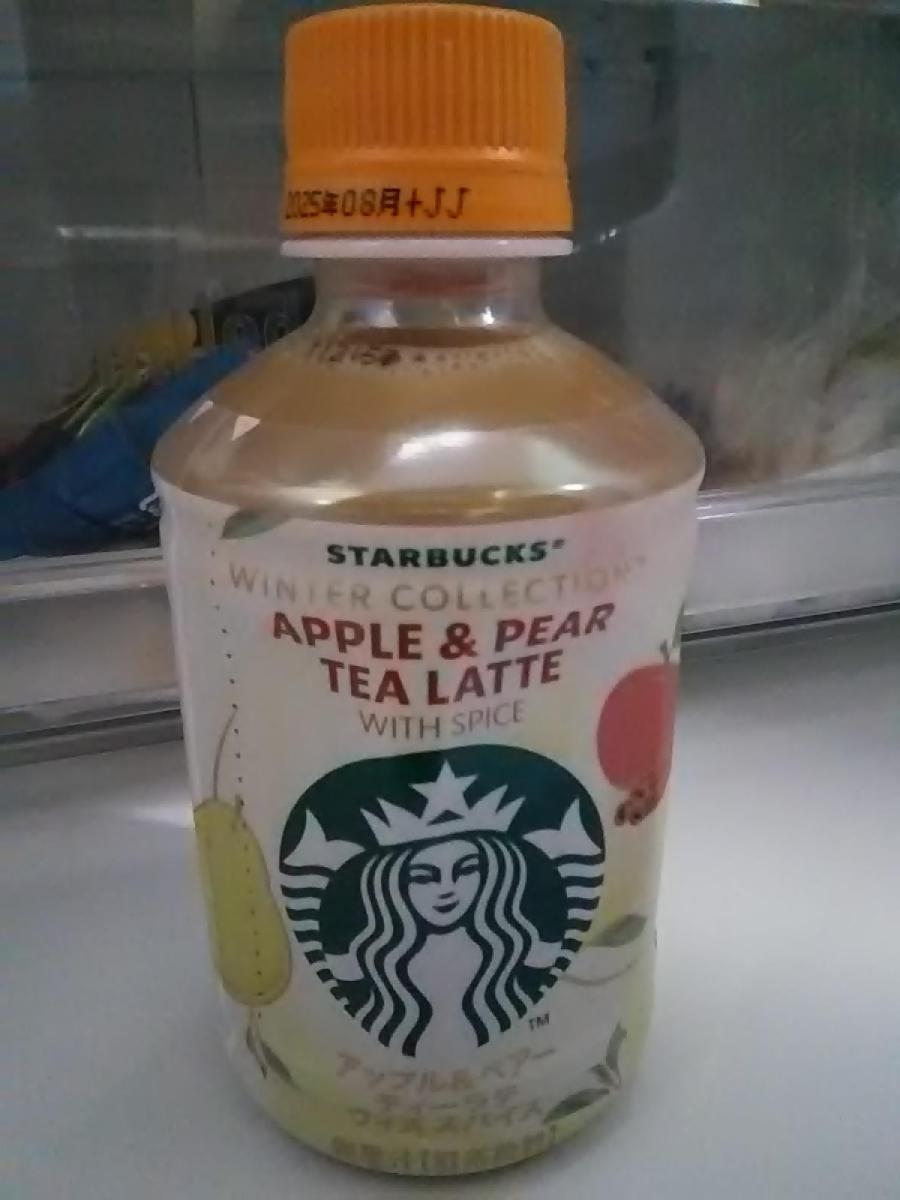 2025年08月+JJ
STARBUCKS®
WINTER COLLECTION
APPLE & PEAR
TEA LATTE
WITH SPICE
TM
アップル&ペアー
ティーラテ
ウィズスパイス